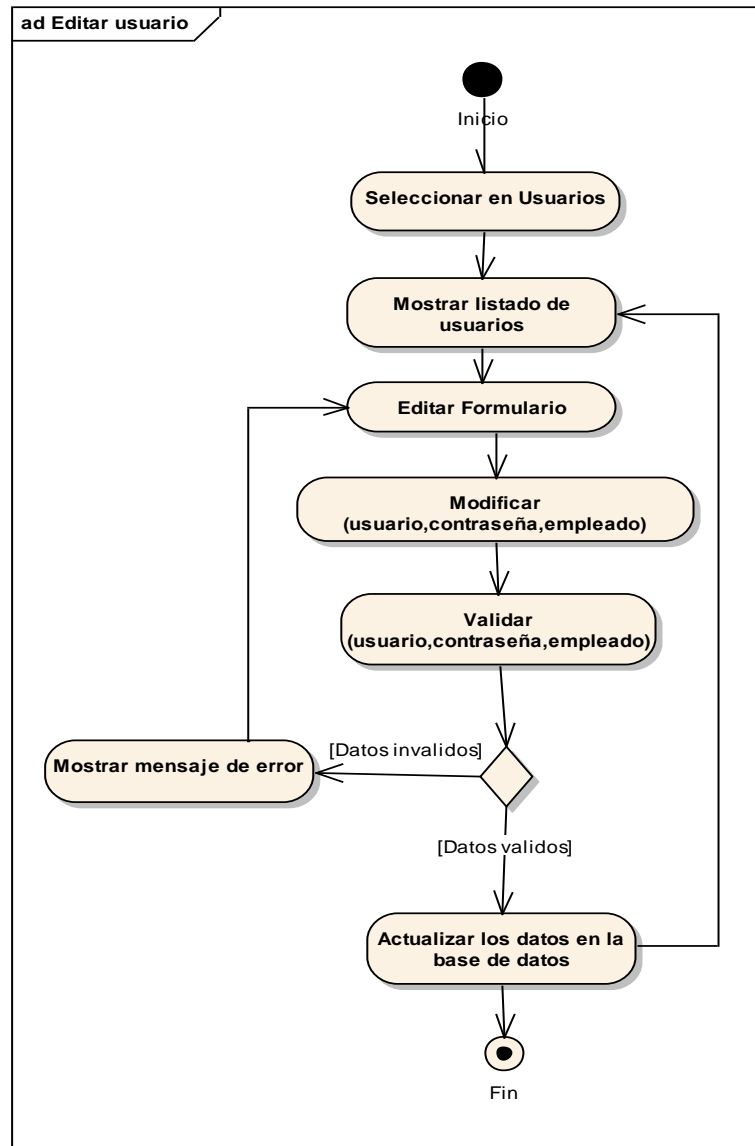 ad Editar usuario
Inicio
Seleccionar en Usuarios
Mostrar listado de
usuarios
Editar Formulario
Modificar
(usuario,contraseña,empleado)
Validar
(usuario,contraseña,empleado)
[Datos invalidos]
Mostrar mensaje de error
[Datos validos]
Actualizar los datos en la
base de datos
Fin